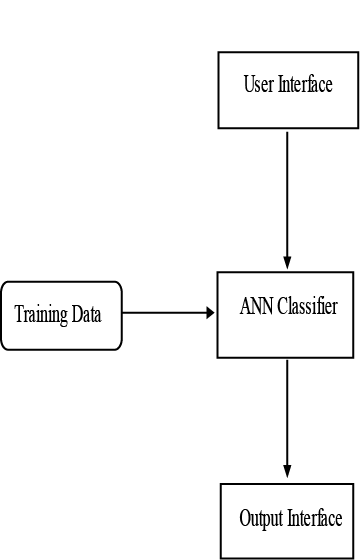 User Interface
ANN Classifier
Training Data
Output Interface